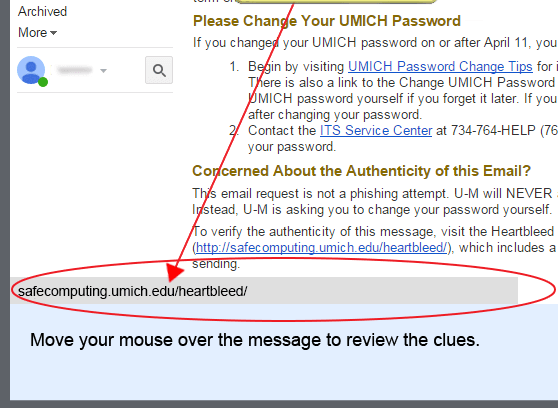 Archived
More
term
Please Change Your UMICH Password
If you changed your UMICH password on or after April 11, you
1. Begin by visiting UMICH Password Change Tips for i
There is also a link to the Change UMICH Password
UMICH password yourself if you forget it later. If you
after changing your password.
2. Contact the ITS Service Center at 734-764-HELP (76
your password.
Concerned About the Authenticity of this Email?
This email request is not a phishing attempt. U-M will NEVER
Instead, U-M is asking you to change your password yourself.
To verify the authenticity of this message, visit the Heartbleed
(http://safecomputing.umich.edu/heartbleed/), which includes a
sending.
safecomputing.umich.edu/heartbleed/
Move your mouse over the message to review the clues.